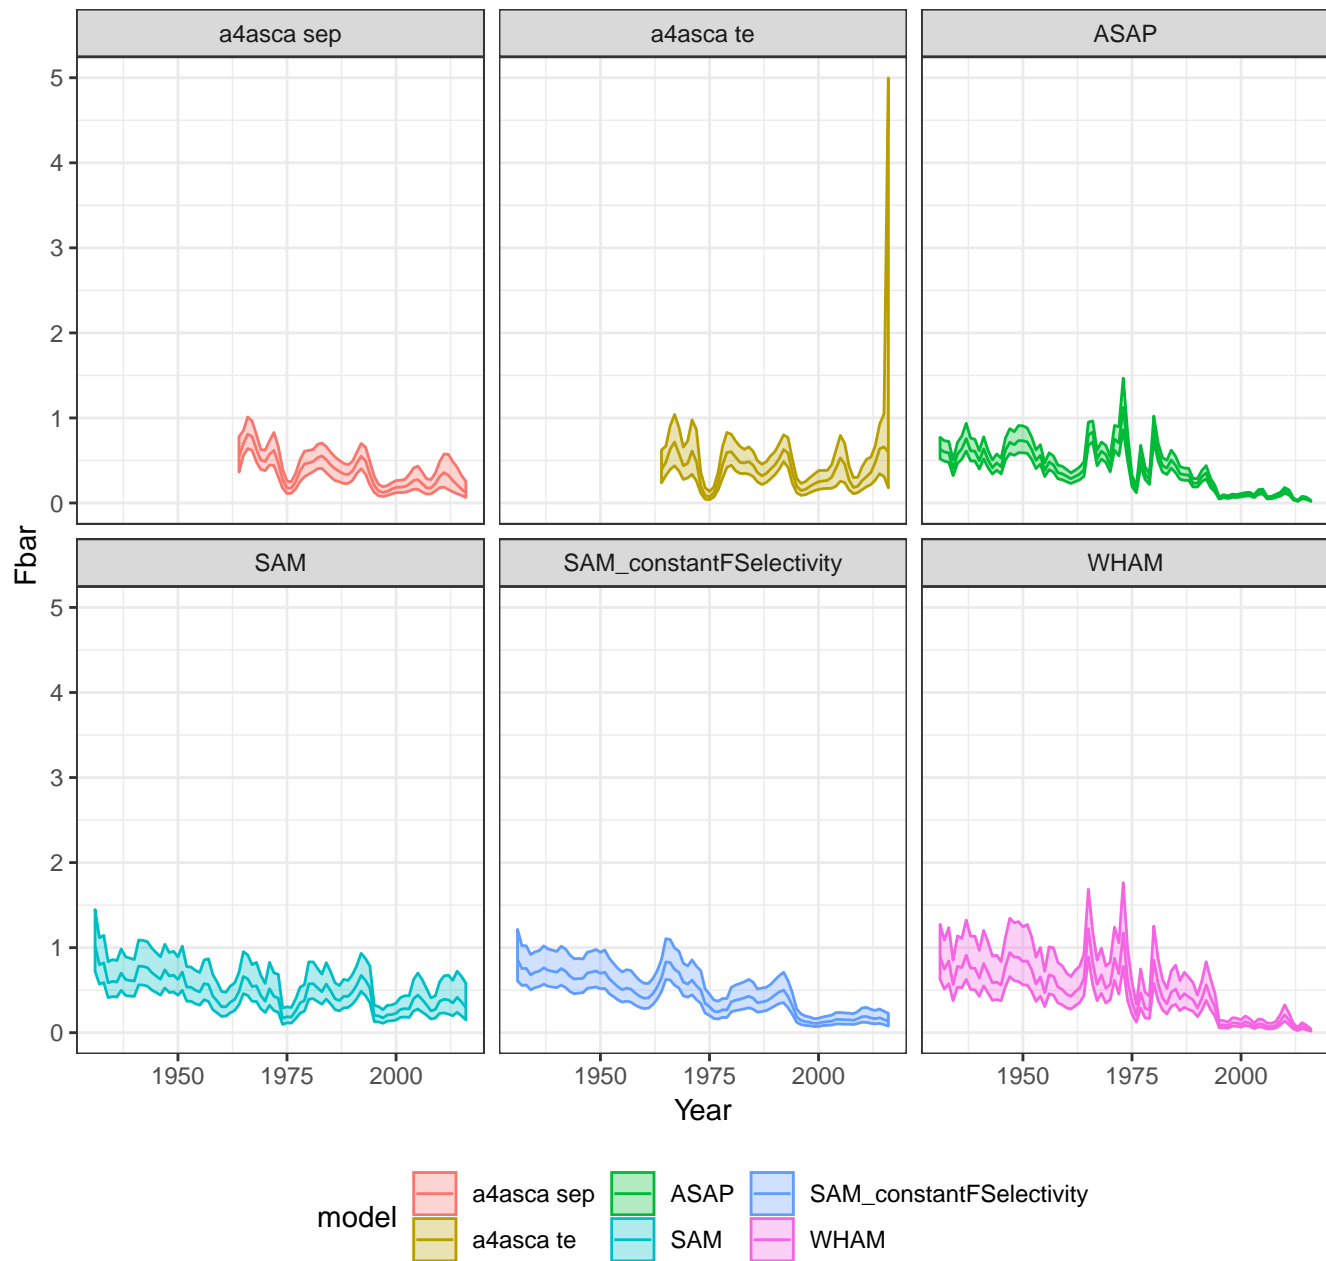 a4asca sep
a4asca te
ASAP
5
4
3
2
1
0
Fbar
SAM
SAM_constantFSelectivity
WHAM
5
4
3
2
1
0
1950 1975 2000
1950 1975 2000
1950 1975 2000
Year
model
a4asca sep
ASAP
SAM_constantFSelectivity
a4asca te
SAM
WHAM